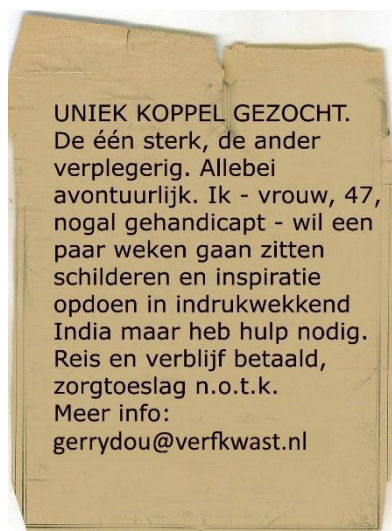 UNIEK KOPPEL GEZOCHT.
De één sterk, de ander
verplegerig. Allebei
avontuurlijk. Ik - vrouw, 47,
nogal gehandicapt - wil een
paar weken gaan zitten
schilderen en inspiratie
opdoen in indrukwekkend
India maar heb hulp nodig.
Reis en verblijf betaald,
zorgtoeslag n.o.t.k.
Meer info:
gerrydou@verfkwast.nl